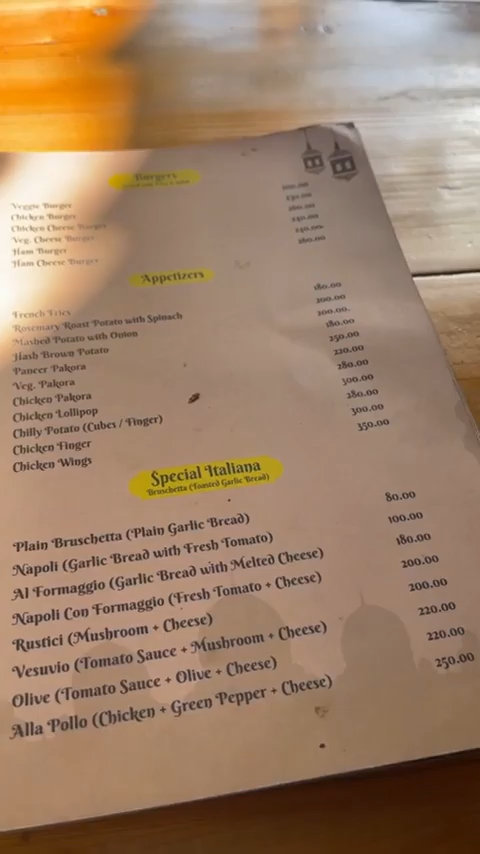 Burgers
Veggie Burger
Chicken Burger
Chicken Cheese Burger
Veg. Cheese Burger
Ham Burger
Ham Cheese Burger 260.00
Appetizers
French Fries 180.00
Rosemary Roast Potato with Spinach 200.00
Mashed Potato with Onion 200.00
Hash Brown Potato 180.00
Paneer Pakora 250.00
Veg. Pakora 220.00
Chicken Pakora 280.00
Chicken Lollipop 300.00
Chilly Potato (Cubes / Finger) 280.00
Chicken Finger 300.00
Chicken Wings 350.00
Special Italiana
Bruschetta (Toasted Garlic Bread)
Plain Bruschetta (Plain Garlic Bread) 80.00
Napoli (Garlic Bread with Fresh Tomato) 100.00
Al Formaggio (Garlic Bread with Melted Cheese) 180.00
Napoli Con Formaggio (Fresh Tomato + Cheese) 200.00
Rustici (Mushroom + Cheese) 200.00
Vesuvio (Tomato Sauce + Mushroom + Cheese) 220.00
Olive (Tomato Sauce + Olive + Cheese) 220.00
Alla Pollo (Chicken + Green Pepper + Cheese) 250.00